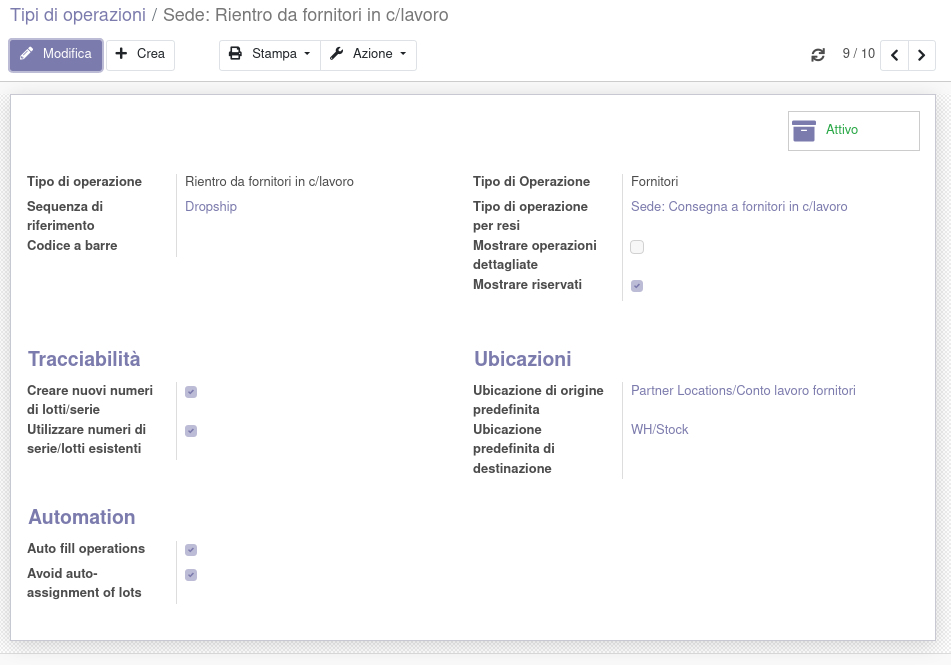 Tipi di operazioni / Sede: Rientro da fornitori in c/lavoro
Modifica
Crea
Stampa
Azione
9 / 10
Attivo
Tipo di operazione
Rientro da fornitori in c/lavoro
Sequenza di
riferimento
Dropship
Codice a barre
Tipo di Operazione
Fornitori
Tipo di operazione
per resi
Sede: Consegna a fornitori in c/lavoro
Mostrare operazioni
dettagliate
Mostrare riservati
Tracciabilità
Creare nuovi numeri
di lotti/serie
Utilizzare numeri di
serie/lotti esistenti
Ubicazioni
Ubicazione di origine
predefinita
Partner Locations/Conto lavoro fornitori
Ubicazione
predefinita di
destinazione
WH/Stock
Automation
Auto fill operations
Avoid auto-
assignment of lots